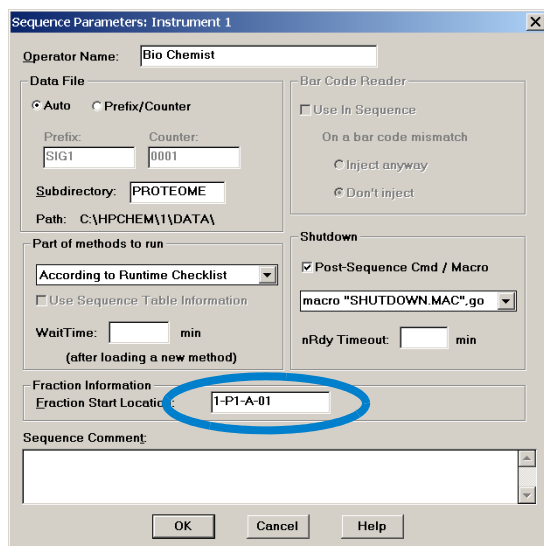 Sequence Parameters: Instrument 1
Operator Name: Bio Chemist
Data File
Auto Prefix/Counter
Prefix: Counter:
SIG1 0001
Subdirectory: PROTEOME
Path: C:\HPCHEM\1\DATA\
Bar Code Reader
Use In Sequence
On a bar code mismatch
Inject anyway
Don't inject
Part of methods to run
According to Runtime Checklist
Use Sequence Table Information
WaitTime: min
(after loading a new method)
Shutdown
Post-Sequence Cmd / Macro
macro "SHUTDOWN.MAC",go
nRdy Timeout: min
Fraction Information
Fraction Start Location: 1-P1-A-01
Sequence Comment:
OK Cancel Help